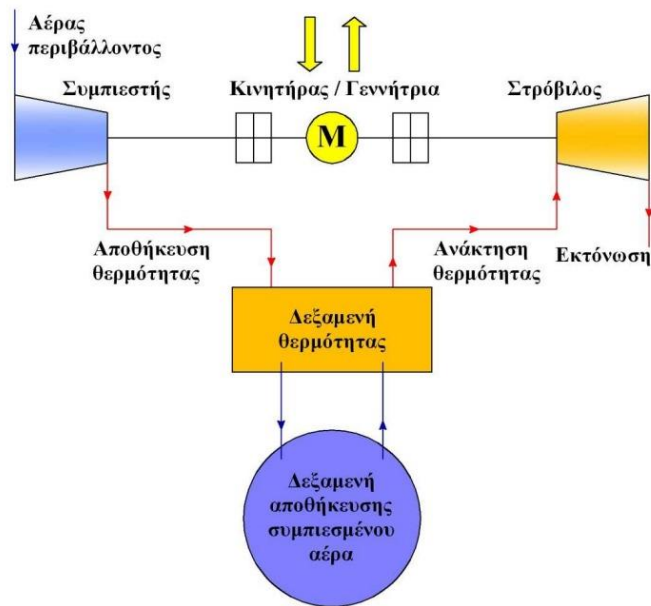 Αέρας
περιβάλλοντος
Συμπιεστής
Κινητήρας / Γεννήτρια
Στρόβιλος
M
Αποθήκευση
θερμότητας
Ανάκτηση
θερμότητας
Εκτόνωση
Δεξαμενή
θερμότητας
Δεξαμενή
αποθήκευσης
συμπιεσμένου
αέρα